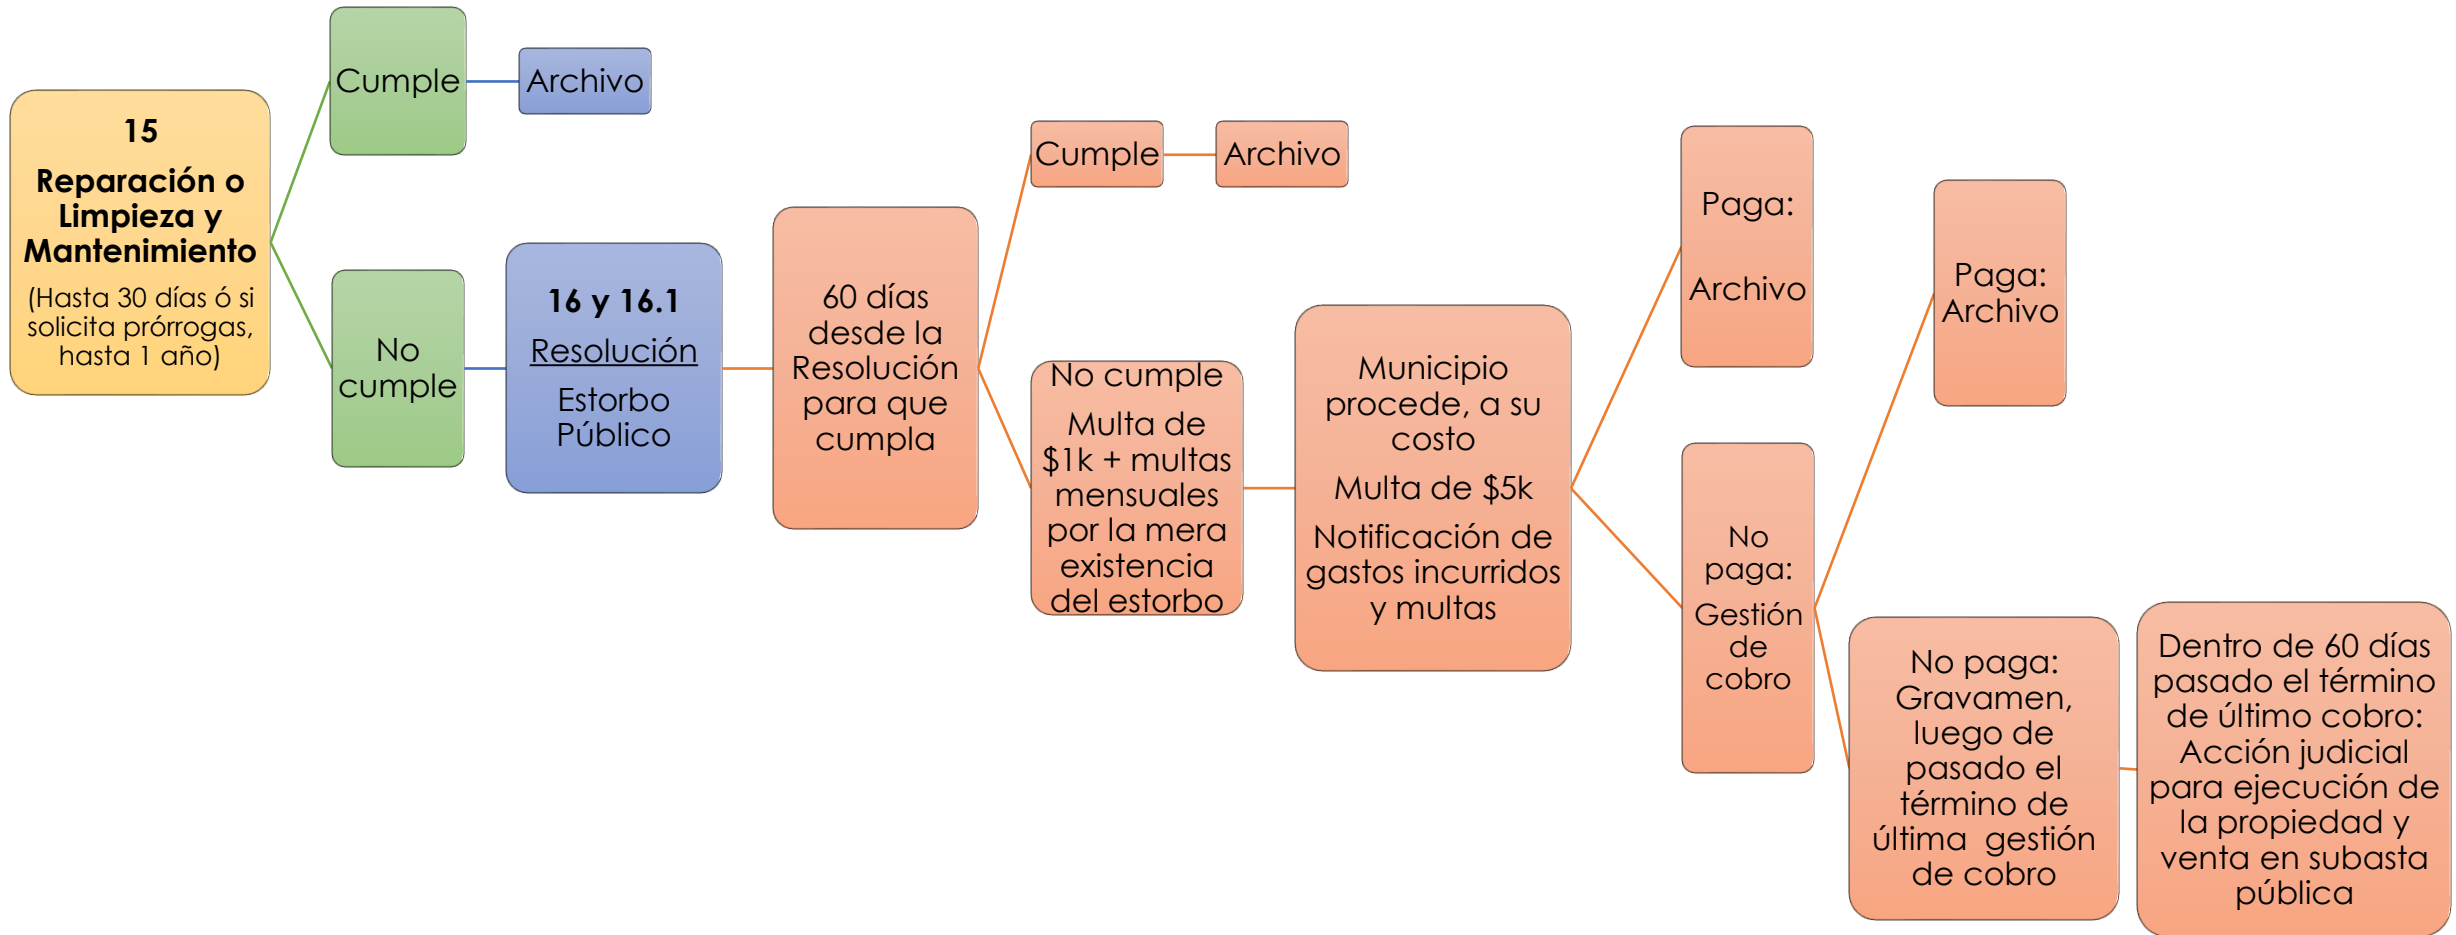 15
Reparación o
Limpieza y
Mantenimiento
(Hasta 30 días ó si
solicita prórrogas,
hasta 1 año)
Cumple
Archivo
No
cumple
16 y 16.1
Resolución
Estorbo
Público
60 días
desde la
Resolución
para que
cumpla
Cumple
Archivo
No cumple
Multa de
$1k + multas
mensuales
por la mera
existencia
del estorbo
Municipio
procede, a su
costo
Multa de $5k
Notificación de
gastos incurridos
y multas
Paga:
Archivo
No
paga:
Gestión
de
cobro
Paga:
Archivo
No paga:
Gravamen,
luego de
pasado el
término de
última  gestión
de cobro
Dentro de 60 días
pasado el término
de último cobro:
Acción judicial
para ejecución de
la propiedad y
venta en subasta
pública